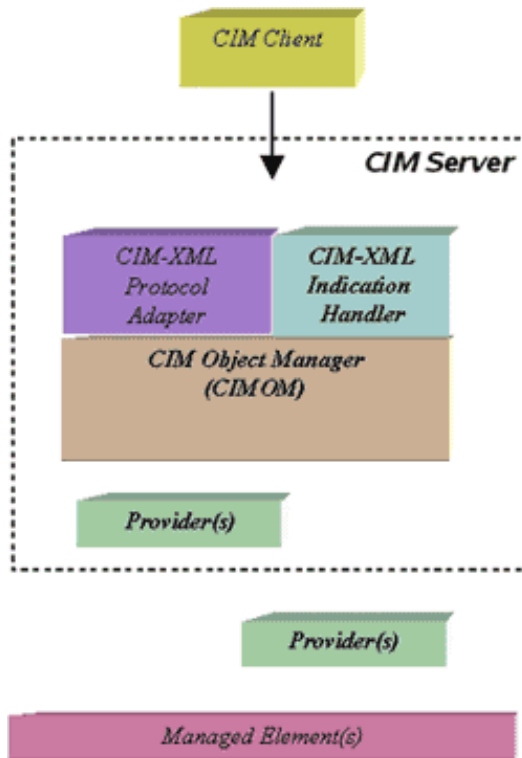 CIM Client
CIM Server
CIM-XML
Protocol
Adapter
CIM-XML
Indication
Handler
CIM Object Manager
(CIMOM)
Provider(s)
Provider(s)
Managed Element(s)